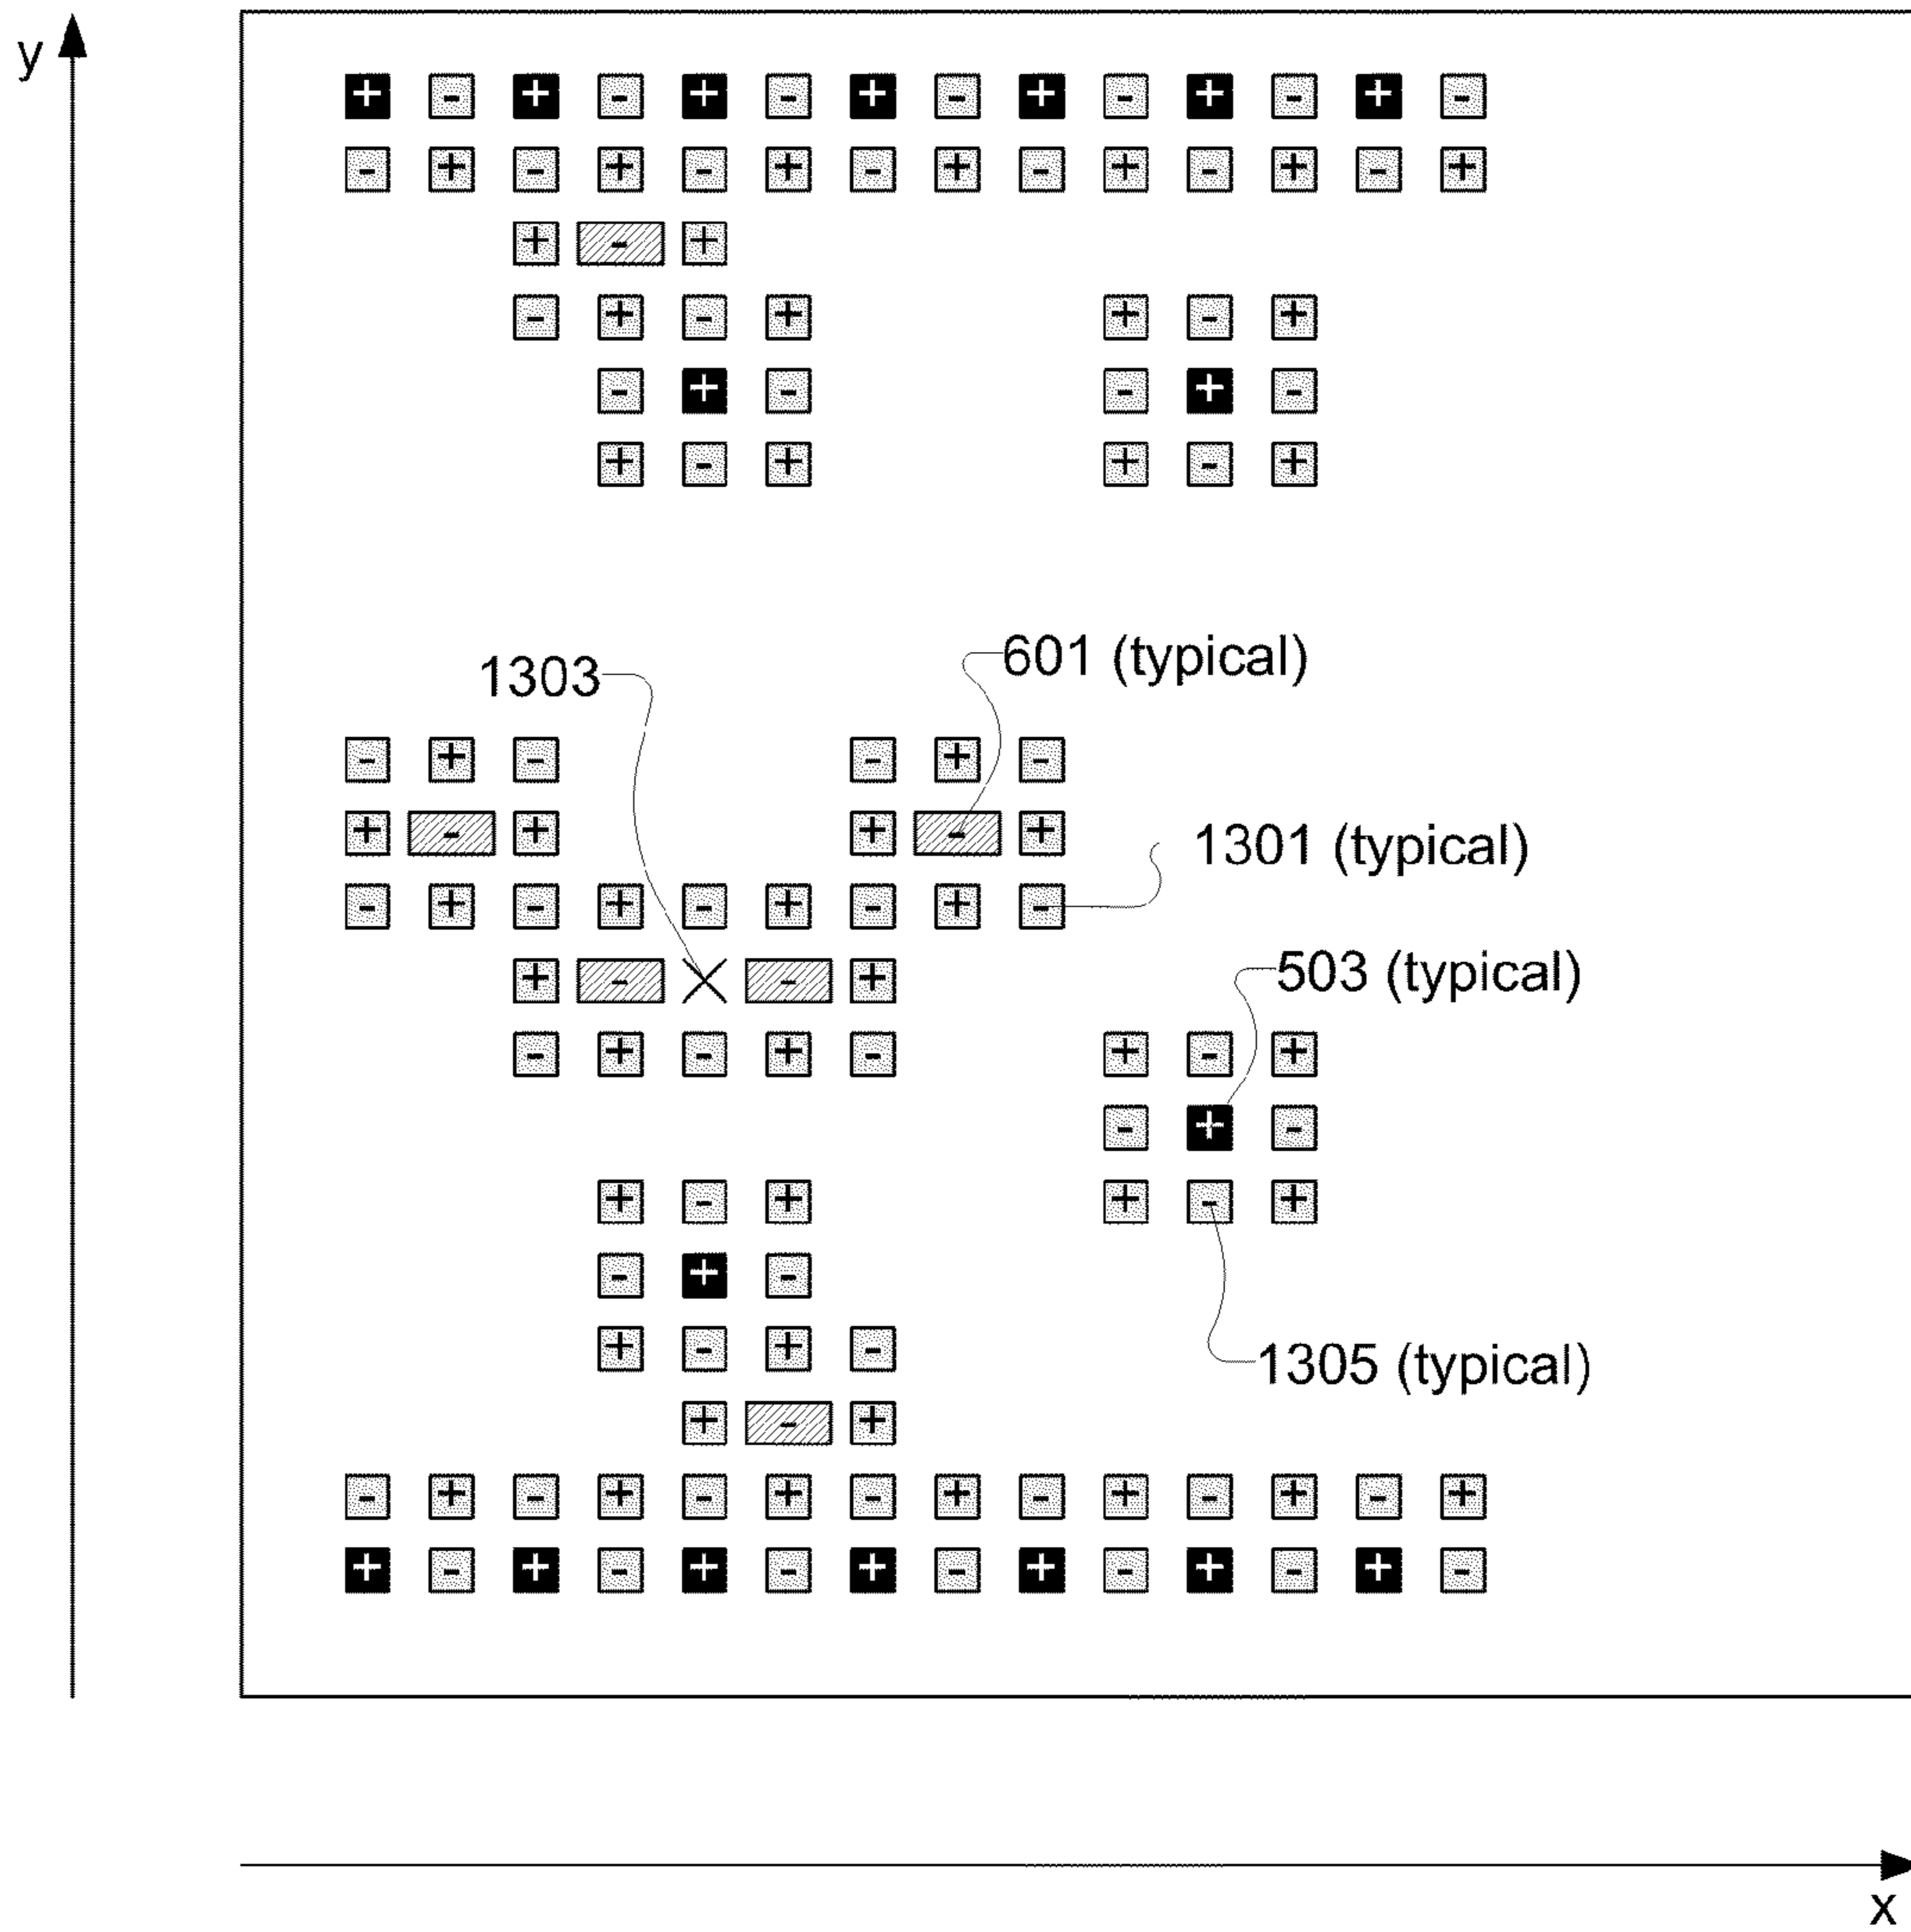 y
+ - + - + - + - + - + - + -
- + - + - + - + - + - + - +
+ - +
- + - + + - +
- + - - + -
+ - + + - +
601 (typical)
1303
- + - - + -
+ - + + - +
1301 (typical)
- + - + - + - + -
503 (typical)
+ - - +
- + - + - + - +
- + -
+ - + + - +
- + -
+ - + -
1305 (typical)
+ - +
- + - + - + - + - + - + - +
+ - + - + - + - + - + - + -
x